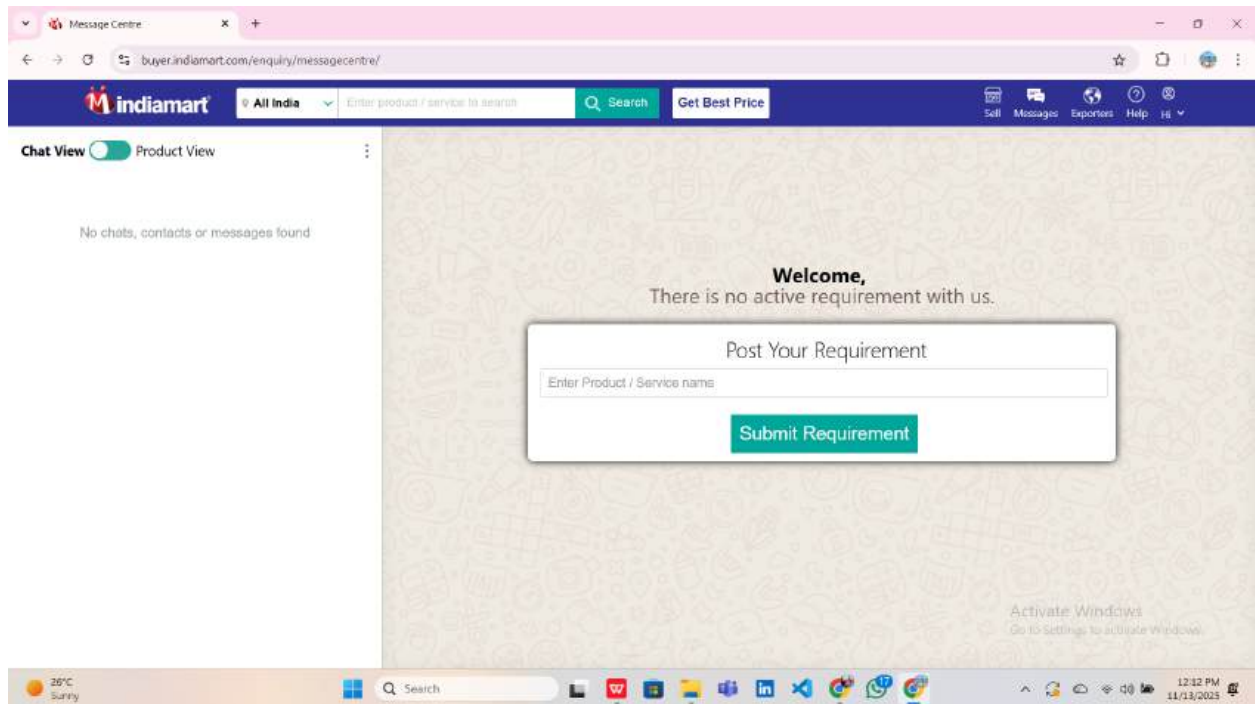 Message Centre
buyer.indiamart.com/enquiry/messagecentre/
indiamart
All India
Enter product / service to search
Search
Get Best Price
Sell
Messages
Exporters
Help
Hi
Chat View
Product View
No chats, contacts or messages found
Welcome,
There is no active requirement with us.
Post Your Requirement
Enter Product / Service name
Submit Requirement
Activate Windows
Go to Settings to activate Windows.
26°C
Sunny
Search
17
12:12 PM
11/13/2025